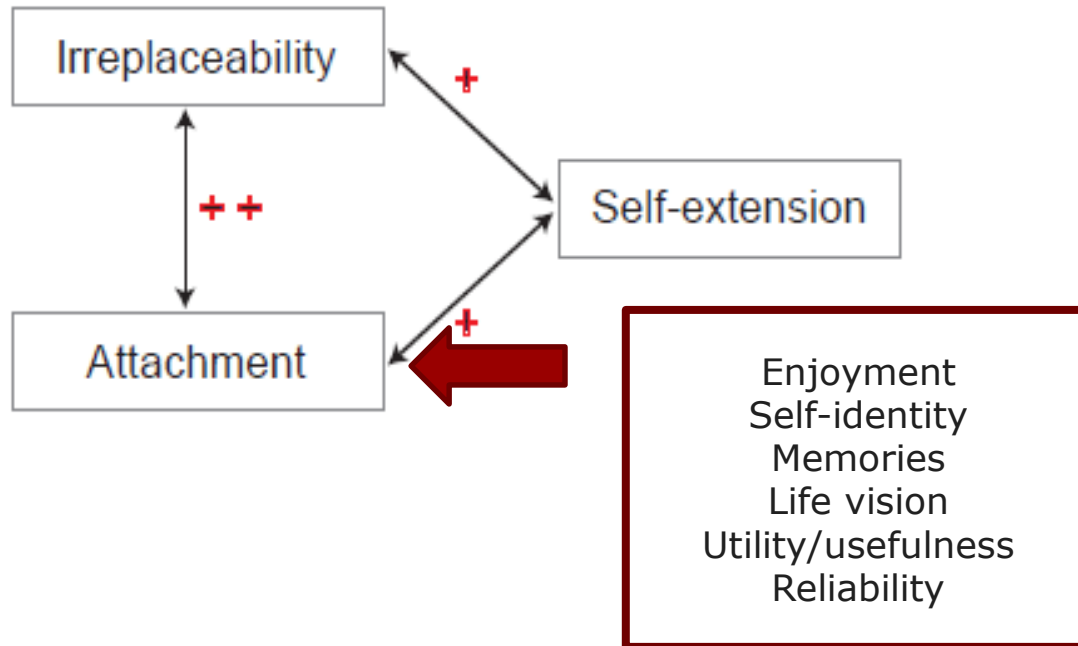 Irreplaceability
+
+ +
Self-extension
+
Attachment
Enjoyment
Self-identity
Memories
Life vision
Utility/usefulness
Reliability